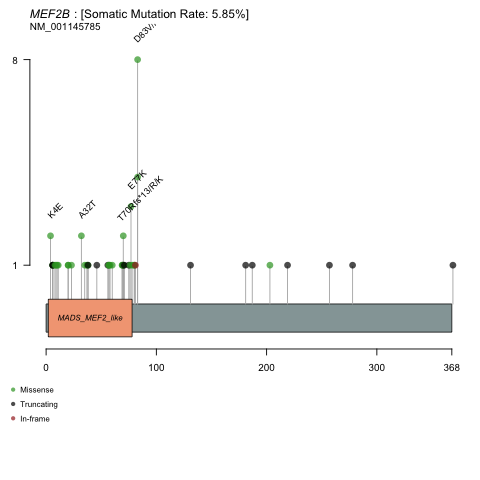 MEF2B : [Somatic Mutation Rate: 5.85%]
NM_001145785
8
1
K4E
A32T
E77K
D83V/
MADS_MEF2_like
0
100
200
300
368
Missense
Truncating
In-frame